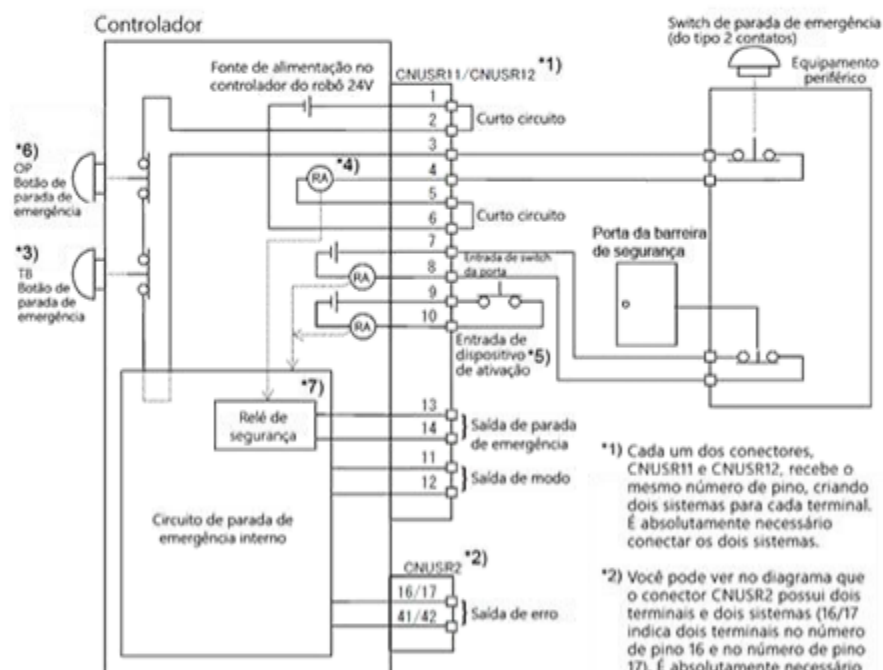 Controlador
Switch de parada de emergência
(do tipo 2 contatos)
Equipamento
periférico
Fonte de alimentação no
controlador do robô 24V
CNUSR11/CNUSR12 *1)
1
2
3
4
5
6
7
8
9
10
Curto circuito
Curto circuito
*6)
OP
Botão de
parada de
emergência
*4)
RA
*3)
TB
Botão de
parada de
emergência
RA
RA
Entrada de switch
da porta
Porta da barreira
de segurança
Entrada de
dispositivo *5)
de ativação
*7)
Relé de
segurança
13
14
Saída de parada
de emergência
11
12
Saída de modo
Circuito de parada de
emergência interno
CNUSR2 *2)
16/17
41/42
Saída de erro
*1) Cada um dos conectores,
CNUSR11 e CNUSR12, recebe o
mesmo número de pino, criando
dois sistemas para cada terminal.
É absolutamente necessário
conectar os dois sistemas.
*2) Você pode ver no diagrama que
o conector CNUSR2 possui dois
terminais e dois sistemas (16/17
indica dois terminais no número
de pino 16 e no número de pino
17). É absolutamente necessário